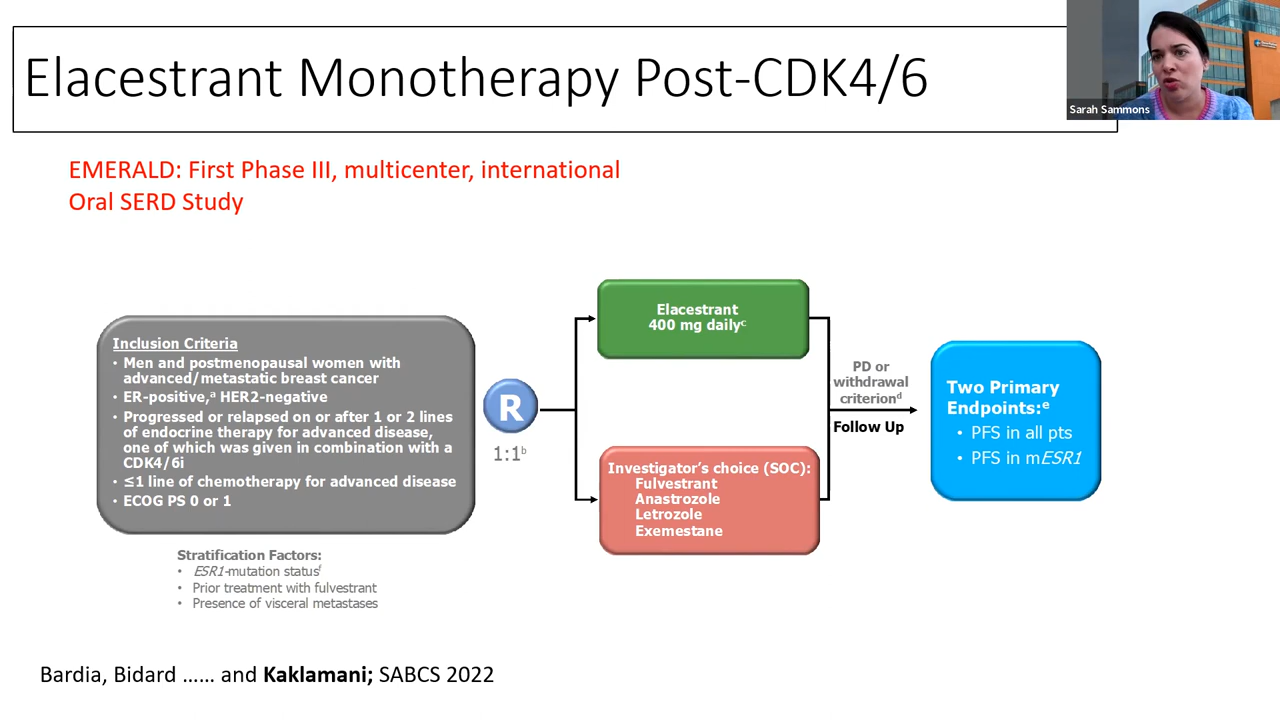 Elacestrant Monotherapy Post-CDK4/6
Sarah Sammons
EMERALD: First Phase III, multicenter, international
Oral SERD Study
Inclusion Criteria
• Men and postmenopausal women with
advanced/metastatic breast cancer
• ER-positive,ᵃ HER2-negative
• Progressed or relapsed on or after 1 or 2 lines
of endocrine therapy for advanced disease,
one of which was given in combination with a
CDK4/6i
• ≤1 line of chemotherapy for advanced disease
• ECOG PS 0 or 1
Stratification Factors:
• ESR1-mutation statusᶠ
• Prior treatment with fulvestrant
• Presence of visceral metastases
R
1:1ᵇ
Elacestrant
400 mg dailyᶜ
Investigator's choice (SOC):
Fulvestrant
Anastrozole
Letrozole
Exemestane
PD or
withdrawal
criterionᵈ
Follow Up
Two Primary
Endpoints:ᵉ
• PFS in all pts
• PFS in mESR1
Bardia, Bidard …... and Kaklamani; SABCS 2022